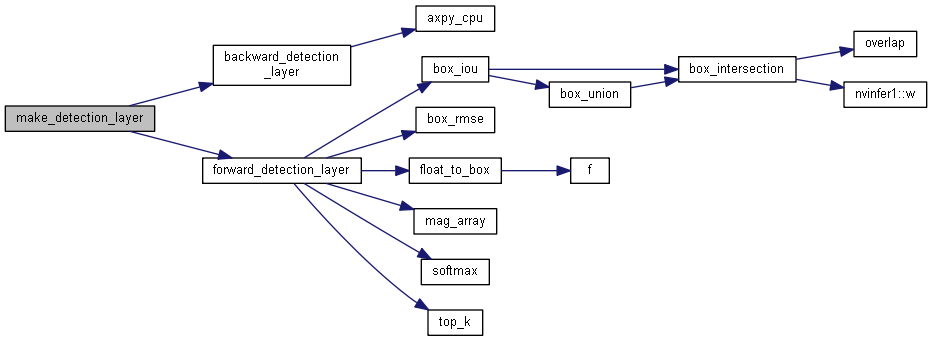 make_detection_layer
backward_detection
_layer
axpy_cpu
forward_detection_layer
box_iou
box_union
box_intersection
overlap
nvinfer1::w
box_rmse
float_to_box
f
mag_array
softmax
top_k